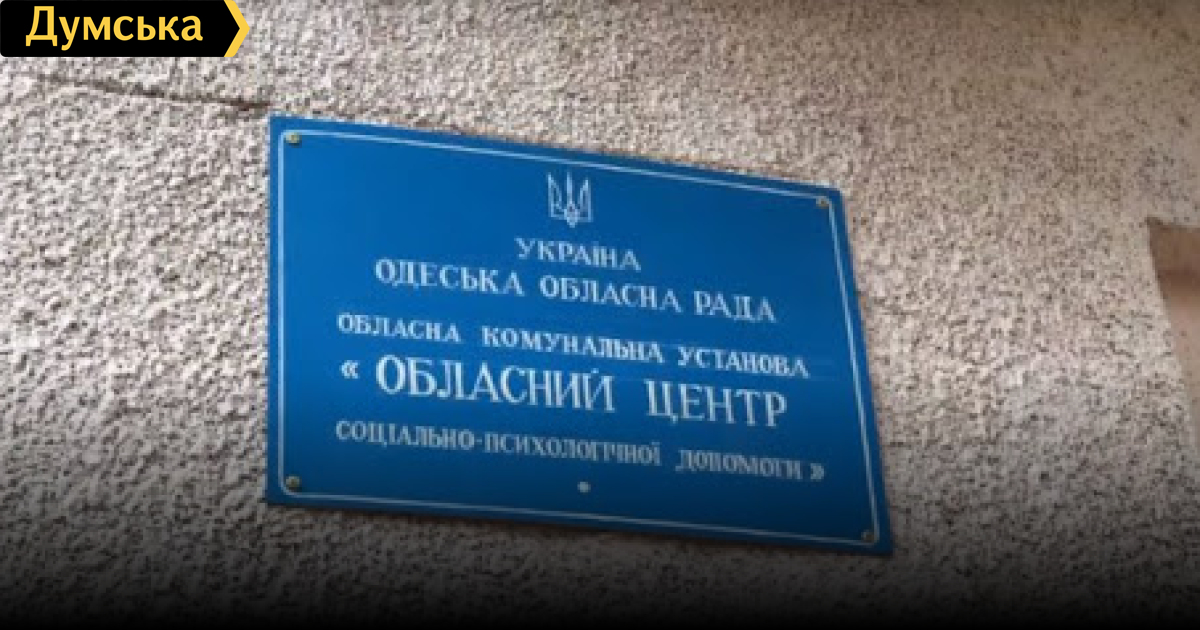 Думська
УКРАЇНА
ОДЕСЬКА ОБЛАСНА РАДА
ОБЛАСНА КОМУНАЛЬНА УСТАНОВА
« ОБЛАСНИЙ ЦЕНТР
СОЦІАЛЬНО-ПСИХОЛОГІЧНОЇ ДОПОМОГИ »